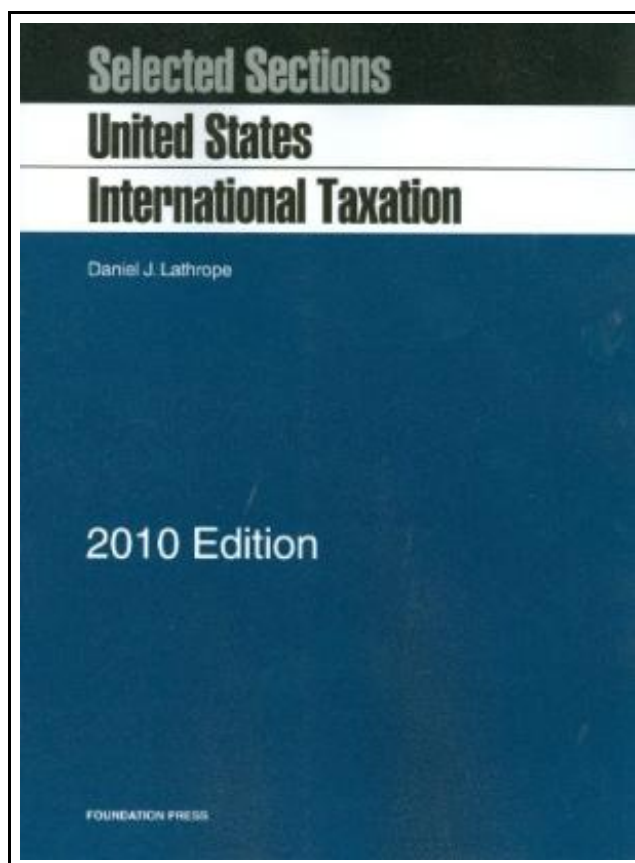 Selected Sections
United States
International Taxation
Daniel J. Lathrope
2010 Edition
FOUNDATION PRESS